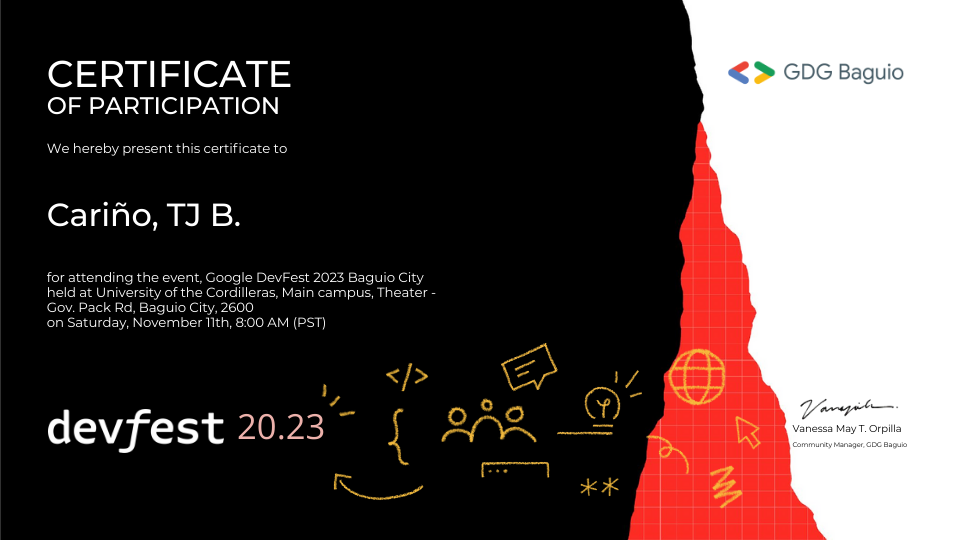 CERTIFICATE
OF PARTICIPATION
We hereby present this certificate to
Cariño, TJ B.
for attending the event, Google DevFest 2023 Baguio City
held at University of the Cordilleras, Main campus, Theater -
Gov. Pack Rd, Baguio City, 2600
on Saturday, November 11th, 8:00 AM (PST)
devfest 20.23
</>
{
**
GDG Baguio
Vanessa May T. Orpilla
Community Manager, GDG Baguio